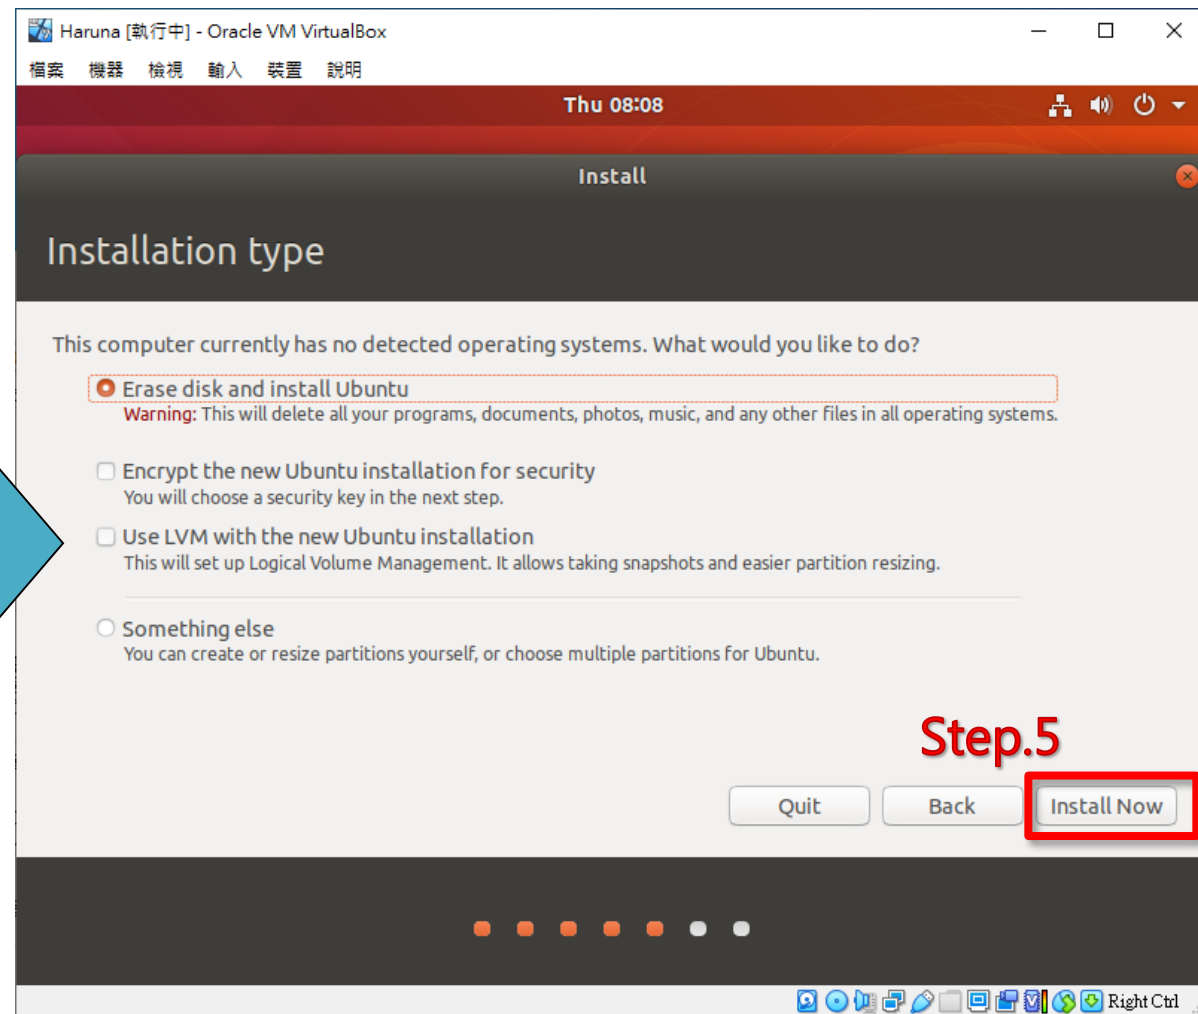 Haruna [執行中] - Oracle VM VirtualBox
檔案 機器 檢視 輸入 裝置 說明
Thu 08:08
Install
Installation type
This computer currently has no detected operating systems. What would you like to do?
Erase disk and install Ubuntu
Warning: This will delete all your programs, documents, photos, music, and any other files in all operating systems.
Encrypt the new Ubuntu installation for security
You will choose a security key in the next step.
Use LVM with the new Ubuntu installation
This will set up Logical Volume Management. It allows taking snapshots and easier partition resizing.
Something else
You can create or resize partitions yourself, or choose multiple partitions for Ubuntu.
Step.5
Quit Back Install Now
Right Ctrl